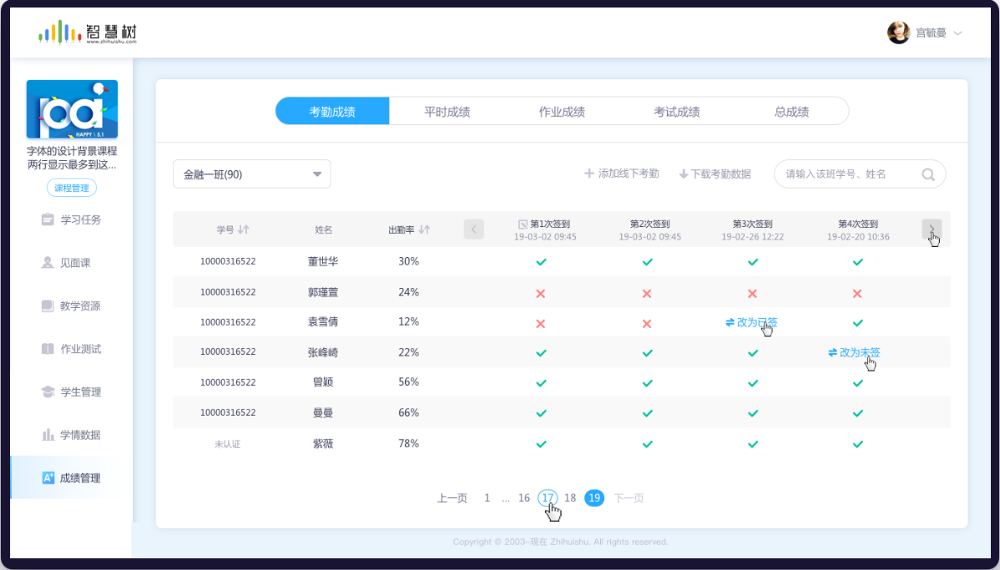 智慧树
www.zhihuishu.com
宫毓蔓
pai
HAPPY \ 5.1
字体的设计背景课程
两行显示最多到这...
课程管理
学习任务
见面课
教学资源
作业测试
学生管理
学情数据
A+ 成绩管理
考勤成绩 平时成绩 作业成绩 考试成绩 总成绩
金融一班(90) 添加线下考勤 下载考勤数据 请输入该班学号、姓名
学号 姓名 出勤率 第1次签到 第2次签到 第3次签到 第4次签到
19-03-02 09:45 19-03-02 09:45 19-02-26 12:22 19-02-20 10:36
10000316522 董世华 30%
10000316522 郭瑾萱 24%
10000316522 袁雪倩 12% 改为已签
10000316522 张峰崎 22% 改为未签
10000316522 曾颖 56%
10000316522 曼曼 66%
未认证 紫薇 78%
上一页 1 ... 16 17 18 19 下一页
Copyright © 2003-现在 Zhihuishu. All rights reserved.